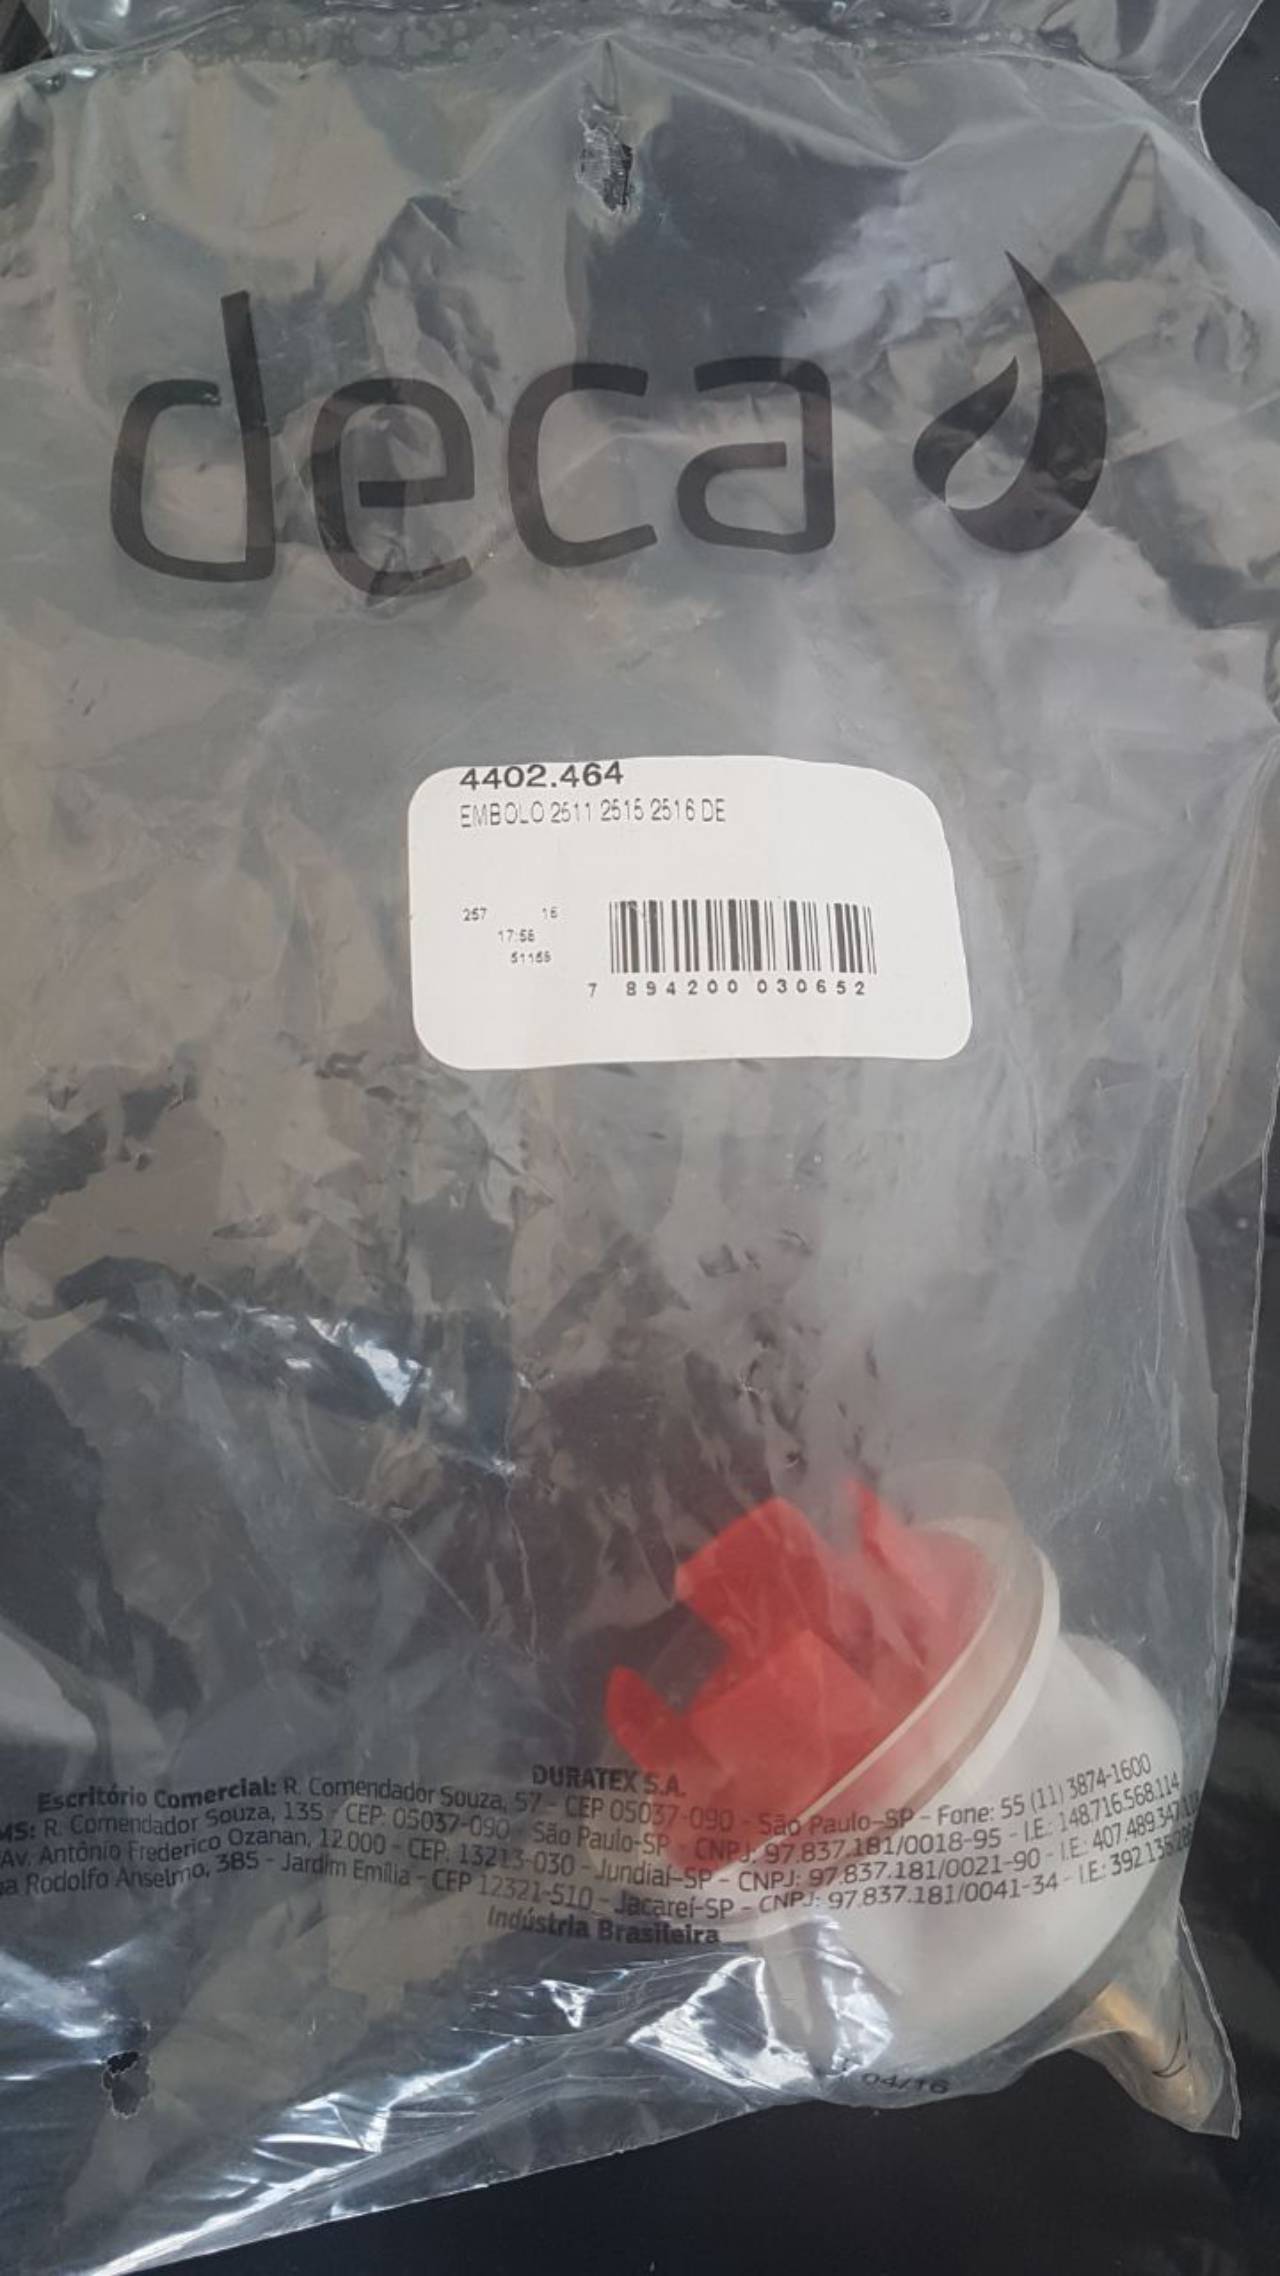 deca
4402.464
EMBOLO 2511 2515 2516 DE
257 16
17:56
7 894200 030652
DURATEX S.A.
Escritório Comercial: R. Comendador Souza, 57 - CEP 05037-090 - São Paulo-SP - Fone: 55 (11) 3874-1600
MS: R. Comendador Souza, 135 - CEP: 05037-090 - São Paulo-SP - CNPJ: 97.837.181/0018-95 - I.E.: 148.716.568.114
Av. Antônio Frederico Ozanan, 12.000 - CEP. 13213-030 - Jundiaí-SP - CNPJ: 97.837.181/0021-90 - I.E.: 407.489.347
Rodolfo Anselmo, 385 - Jardim Emília - CEP 12321-510 - Jacareí-SP - CNPJ: 97.837.181/0041-34 - I.E.: 392.136
Indústria Brasileira
04/16